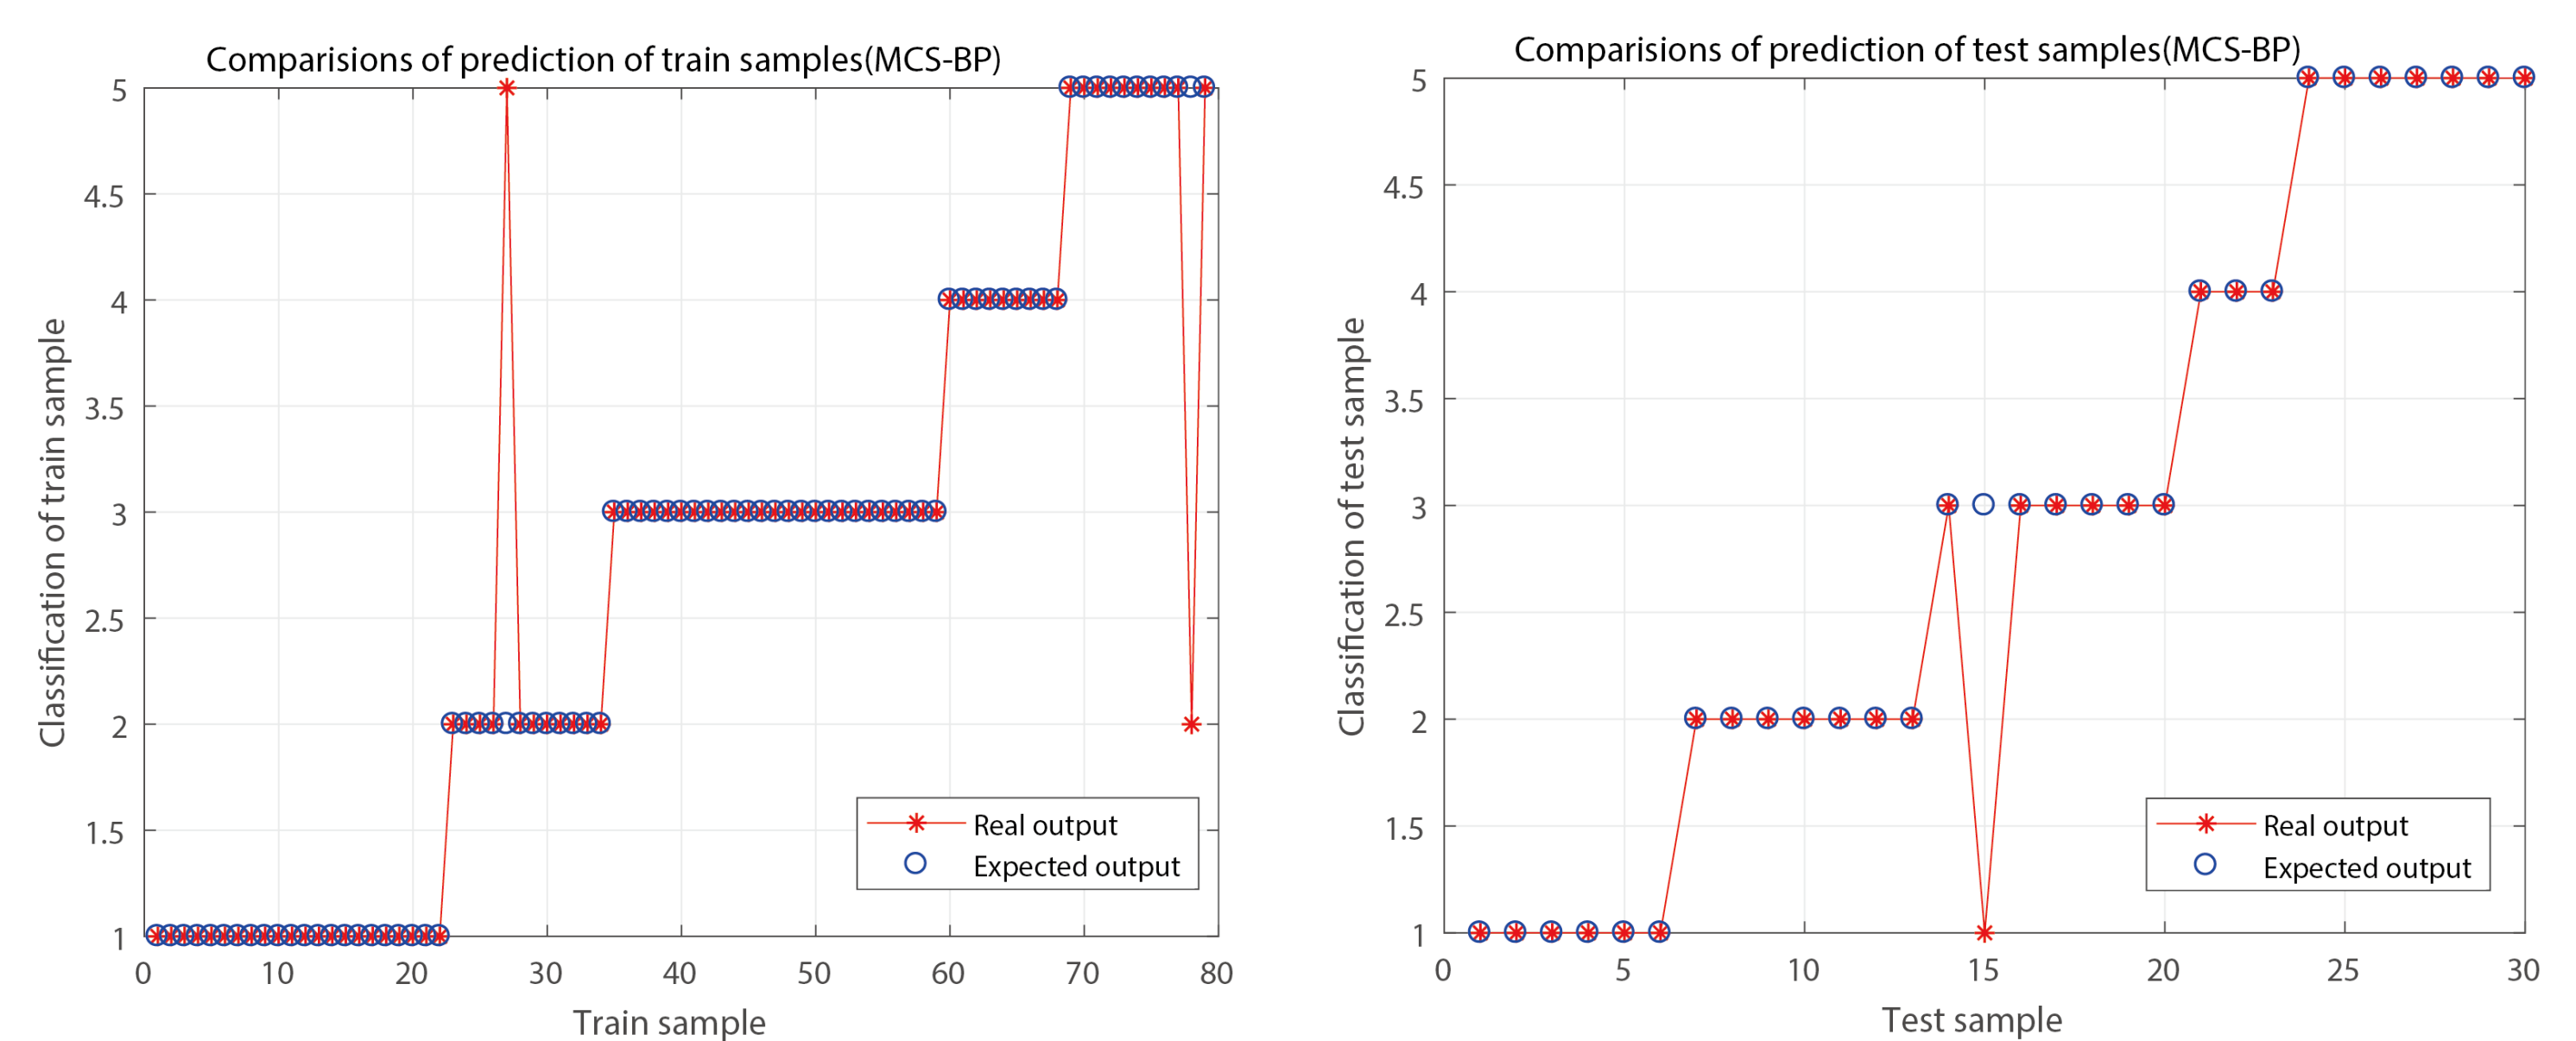 Comparisions of prediction of train samples(MCS-BP)
5
4.5
4
3.5
3
2.5
2
1.5
1
0 10 20 30 40 50 60 70 80
Classification of train sample
Train sample
Real output
Expected output
Comparisions of prediction of test samples(MCS-BP)
5
4.5
4
3.5
3
2.5
2
1.5
1
0 5 10 15 20 25 30
Classification of test sample
Test sample
Real output
Expected output